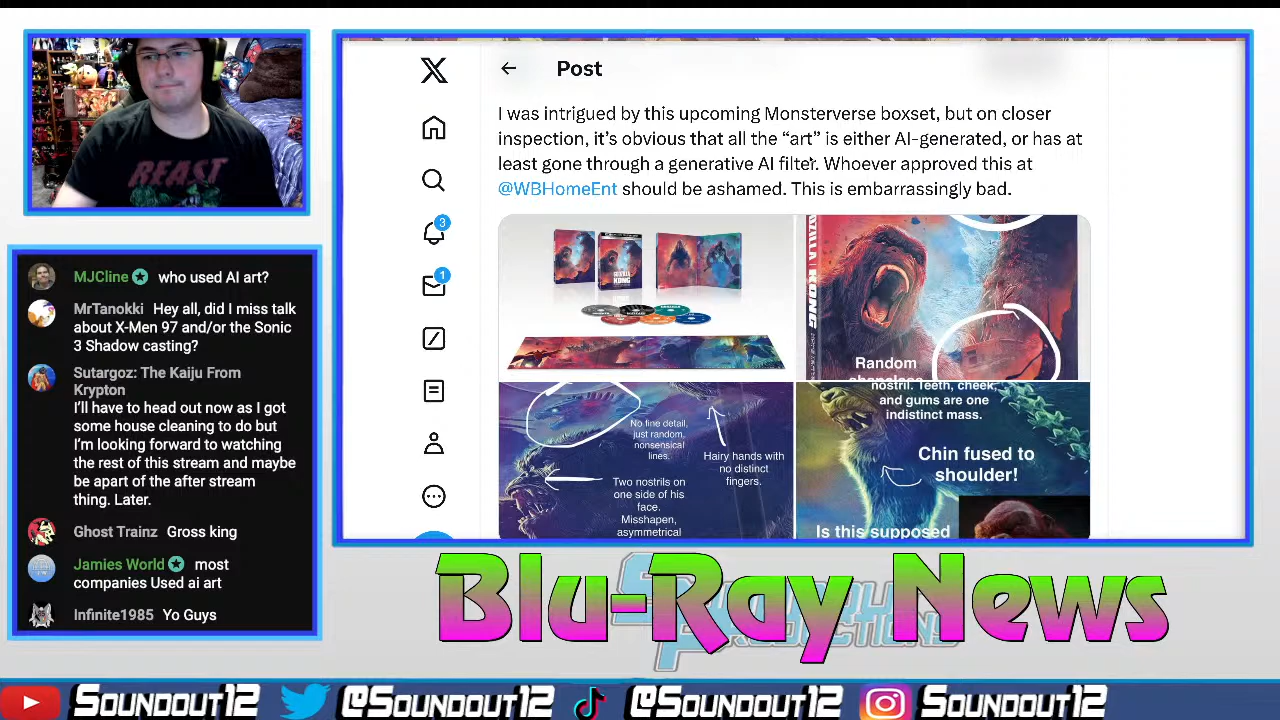 BEAST
MJCline who used AI art?
MrTanokki Hey all, did I miss talk
about X-Men 97 and/or the Sonic
3 Shadow casting?
Sutargoz: The Kaiju From
Krypton
I'll have to head out now as I got
some house cleaning to do but
I'm looking forward to watching
the rest of this stream and maybe
be apart of the after stream
thing. Later.
Ghost Trainz Gross king
Jamies World most
companies Used ai art
Infinite1985 Yo Guys
Post
3
1
I was intrigued by this upcoming Monsterverse boxset, but on closer
inspection, it's obvious that all the “art” is either AI-generated, or has at
least gone through a generative AI filter. Whoever approved this at
@WBHomeEnt should be ashamed. This is embarrassingly bad.
KONG
Random
No fine detail,
just random,
nonsensical
lines.
Hairy hands with
no distinct
fingers.
Two nostrils on
one side of his
face.
Misshapen,
asymmetrical
nostril. Teeth, cheek,
and gums are one
indistinct mass.
Chin fused to
shoulder!
Is this supposed
Blu-Ray News
Soundout12
@Soundout12
@Soundout12
Soundout12